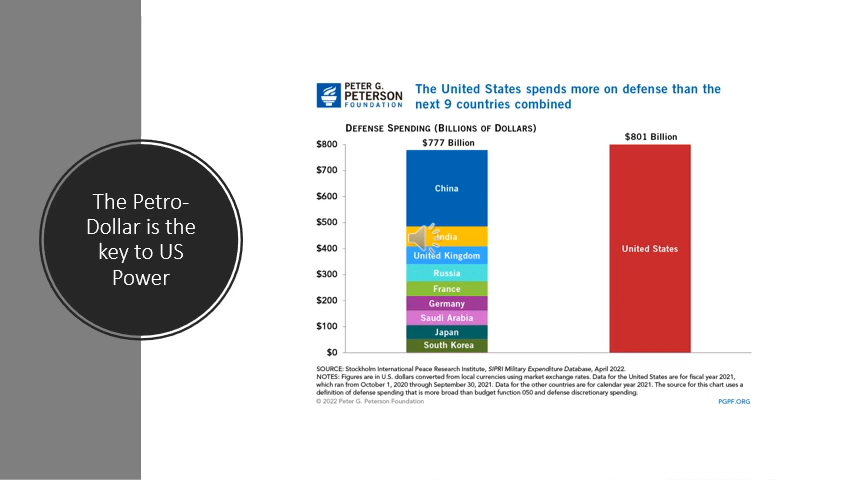 The Petro-
Dollar is the
key to US
Power
PETER G.
PETERSON
FOUNDATION
The United States spends more on defense than the
next 9 countries combined
DEFENSE SPENDING (BILLIONS OF DOLLARS)
$777 Billion
$801 Billion
$800
$700
$600
$500
$400
$300
$200
$100
$0
China
India
United Kingdom
Russia
France
Germany
Saudi Arabia
Japan
South Korea
United States
SOURCE: Stockholm International Peace Research Institute, SIPRI Military Expenditure Database, April 2022.
NOTES: Figures are in U.S. dollars converted from local currencies using market exchange rates. Data for the United States are for fiscal year 2021,
which ran from October 1, 2020 through September 30, 2021. Data for the other countries are for calendar year 2021. The source for this chart uses a
definition of defense spending that is more broad than budget function 050 and defense discretionary spending.
© 2022 Peter G. Peterson Foundation
PGPF.ORG